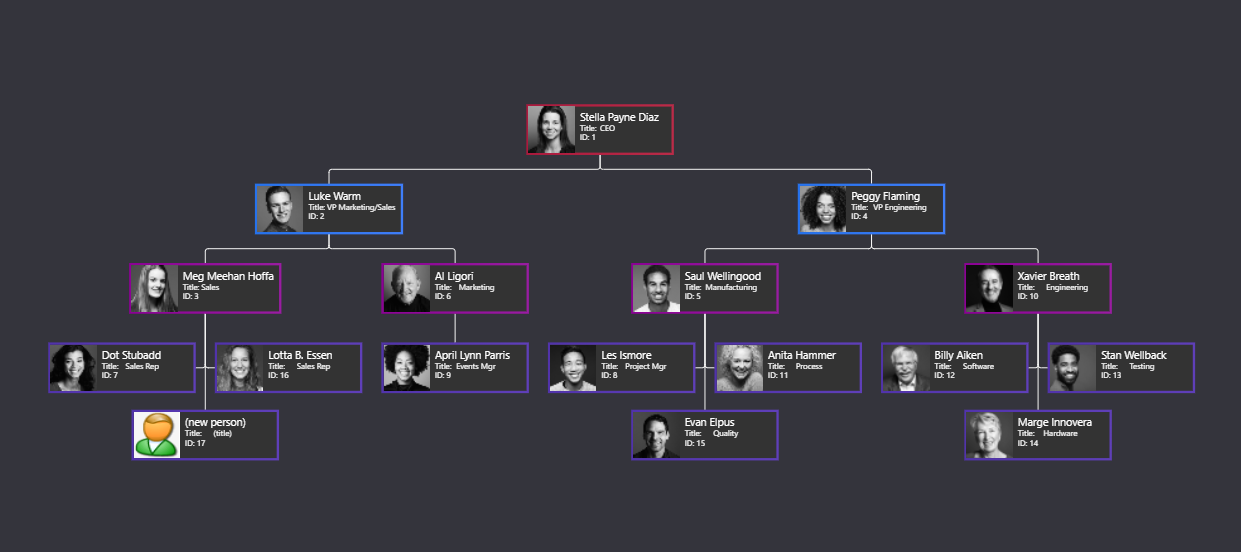 Stella Payne Diaz
Title: CEO
ID: 1
Luke Warm
Title: VP Marketing/Sales
ID: 2
Peggy Flaming
Title: VP Engineering
ID: 4
Meg Meehan Hoffa
Title: Sales
ID: 3
Al Ligori
Title: Marketing
ID: 6
Saul Wellingood
Title: Manufacturing
ID: 5
Xavier Breath
Title: Engineering
ID: 10
Dot Stubadd
Title: Sales Rep
ID: 7
Lotta B. Essen
Title: Sales Rep
ID: 16
April Lynn Parris
Title: Events Mgr
ID: 9
Les Ismore
Title: Project Mgr
ID: 8
Anita Hammer
Title: Process
ID: 11
Billy Aiken
Title: Software
ID: 12
Stan Wellback
Title: Testing
ID: 13
(new person)
Title: (title)
ID: 17
Evan Elpus
Title: Quality
ID: 15
Marge Innovera
Title: Hardware
ID: 14